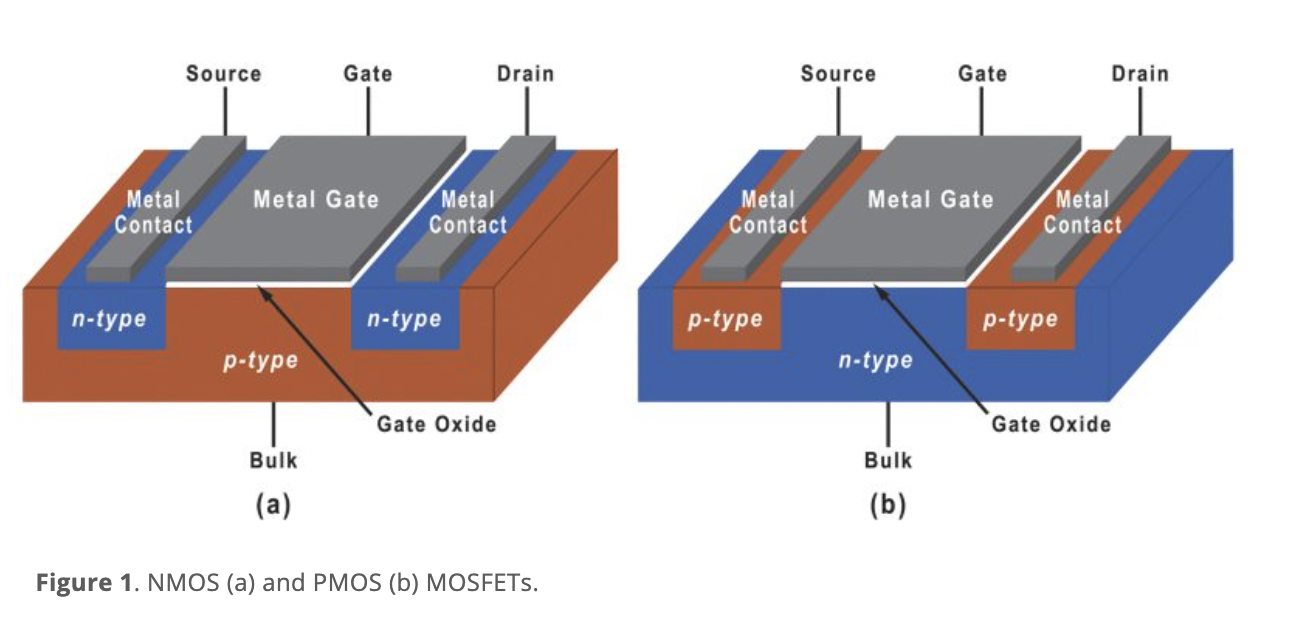 Source Gate Drain
Metal
Contact
Metal Gate
Metal
Contact
n-type
n-type
p-type
Gate Oxide
Bulk
(a)
Source Gate Drain
Metal
Contact
Metal Gate
Metal
Contact
p-type
p-type
n-type
Gate Oxide
Bulk
(b)
Figure 1. NMOS (a) and PMOS (b) MOSFETs.